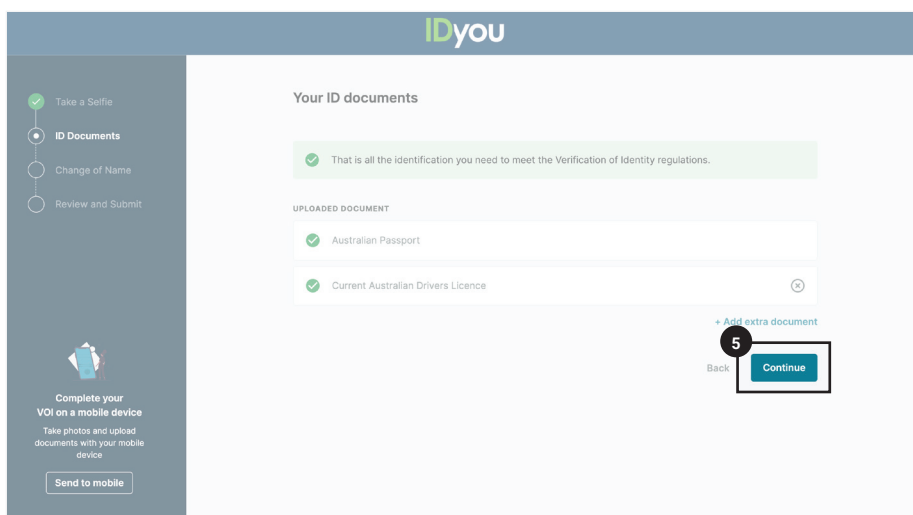 IDyou
Take a Selfie
ID Documents
Change of Name
Review and Submit
Complete your
VOI on a mobile device
Take photos and upload
documents with your mobile
device
Send to mobile
Your ID documents
That is all the identification you need to meet the Verification of Identity regulations.
UPLOADED DOCUMENT
Australian Passport
Current Australian Drivers Licence
+ Add extra document
5
Back
Continue